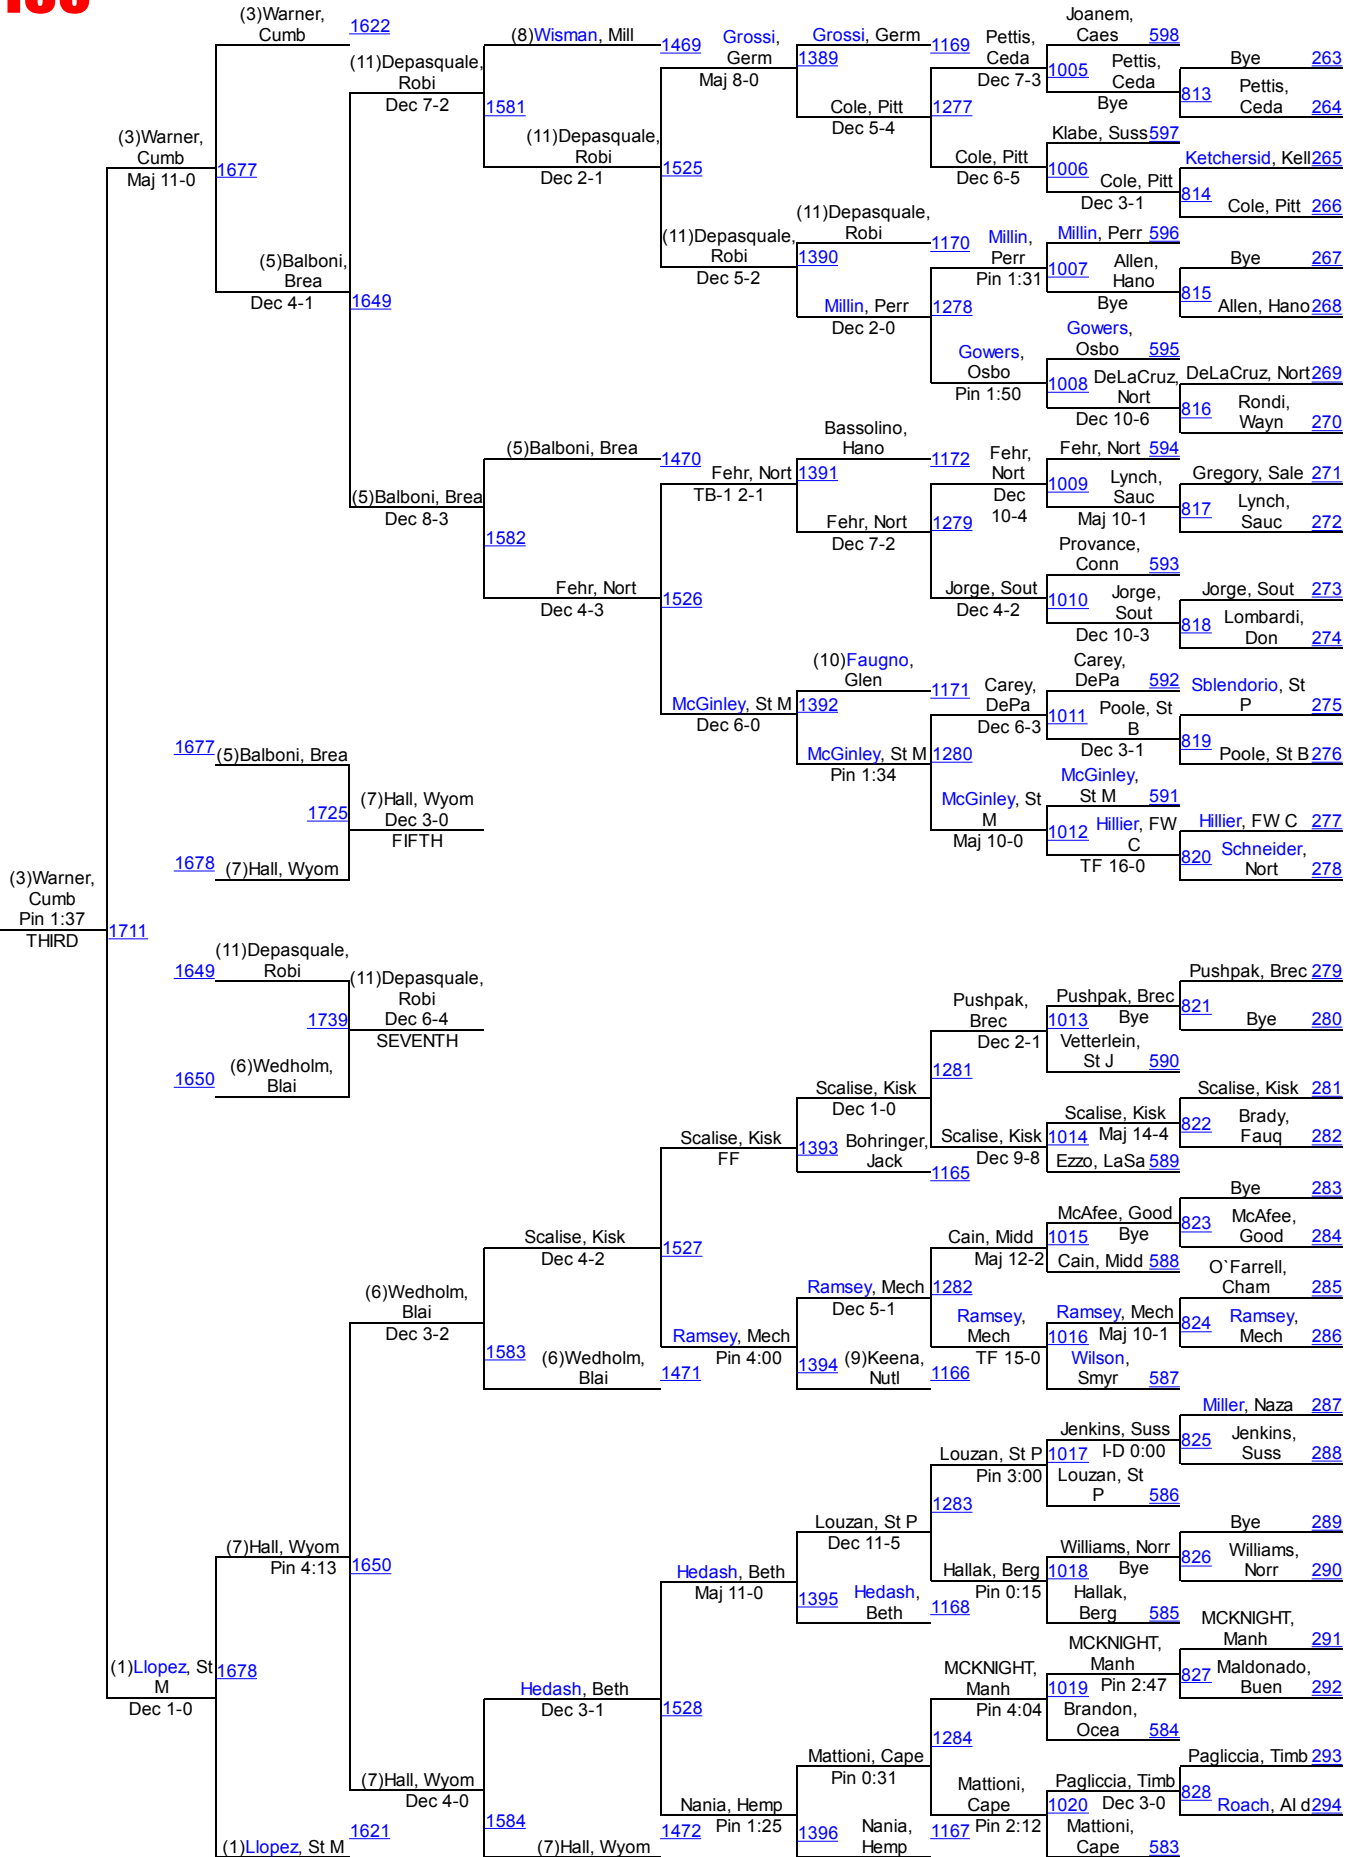 (3)Warner,
Cumb
1622
(8)Wisman, Mill
1469
Grossi,
Germ
Maj 8-0
Grossi, Germ
1389
1169
Pettis,
Ceda
Dec 7-3
Joanem,
Caes
598
1005
Pettis,
Ceda
Bye
Bye
263
813
Pettis,
Ceda
264
(11)Depasquale,
Robi
Dec 7-2
1581
Cole, Pitt
Dec 5-4
1277
Klabe, Suss
597
(3)Warner,
Cumb
Maj 11-0
1677
(11)Depasquale,
Robi
Dec 2-1
1525
Cole, Pitt
Dec 6-5
1006
Cole, Pitt
Dec 3-1
Ketchersid, Kell
265
814
Cole, Pitt
266
(11)Depasquale,
Robi
Dec 5-2
(11)Depasquale,
Robi
1390
1170
Millin,
Perr
Pin 1:31
Millin, Perr
596
1007
Allen,
Hano
Bye
Bye
267
815
Allen, Hano
268
(5)Balboni,
Brea
Dec 4-1
1649
Millin, Perr
Dec 2-0
1278
Gowers,
Osbo
Pin 1:50
Gowers,
Osbo
595
1008
DeLaCruz,
Nort
Dec 10-6
DeLaCruz, Nort
269
816
Rondi,
Wayn
270
(5)Balboni, Brea
1470
Fehr, Nort
TB-1 2-1
Bassolino,
Hano
1391
1172
Fehr,
Nort
Dec
10-4
Fehr, Nort
594
1009
Lynch,
Sauc
Maj 10-1
Gregory, Sale
271
817
Lynch,
Sauc
272
(5)Balboni, Brea
Dec 8-3
1582
Fehr, Nort
Dec 7-2
1279
Provance,
Conn
593
Fehr, Nort
Dec 4-3
1526
Jorge, Sout
Dec 4-2
1010
Jorge,
Sout
Dec 10-3
Jorge, Sout
273
818
Lombardi,
Don
274
McGinley, St M
Dec 6-0
(10)Faugno,
Glen
1392
1171
Carey,
DePa
Dec 6-3
Carey,
DePa
592
1011
Poole, St
B
Dec 3-1
Sblendorio, St
P
275
819
Poole, St B
276
1677
(5)Balboni, Brea
McGinley, St M
Pin 1:34
1280
McGinley, St
M
Maj 10-0
McGinley,
St M
591
1012
Hillier, FW
C
TF 16-0
Hillier, FW C
277
820
Schneider,
Nort
278
1725
(7)Hall, Wyom
Dec 3-0
FIFTH
1678
(7)Hall, Wyom
(3)Warner,
Cumb
Pin 1:37
THIRD
1711
1649
(11)Depasquale,
Robi
(11)Depasquale,
Robi
Dec 6-4
SEVENTH
1739
1650
(6)Wedholm,
Blai
Pushpak,
Brec
Dec 2-1
Pushpak, Brec
1013
Bye
Vetterlein,
St J
590
Pushpak, Brec
279
821
Bye
280
1281
Scalise, Kisk
Dec 1-0
Scalise, Kisk
FF
1393
Bohringer,
Jack
1165
Scalise, Kisk
Dec 9-8
Scalise, Kisk
1014
Maj 14-4
Ezzo, LaSa
589
Scalise, Kisk
281
822
Brady,
Fauq
282
Scalise, Kisk
Dec 4-2
1527
Cain, Midd
Maj 12-2
McAfee, Good
1015
Bye
Cain, Midd
588
Bye
283
823
McAfee,
Good
284
(6)Wedholm,
Blai
Dec 3-2
1583
(6)Wedholm,
Blai
1471
Ramsey, Mech
Pin 4:00
Ramsey, Mech
Dec 5-1
1282
1394
(9)Keena,
Nutl
1166
Ramsey,
Mech
TF 15-0
Ramsey, Mech
1016
Maj 10-1
Wilson,
Smyr
587
O`Farrell,
Cham
285
824
Ramsey,
Mech
286
Louzan, St P
Pin 3:00
Jenkins, Suss
1017
I-D 0:00
Louzan, St
P
586
Miller, Naza
287
825
Jenkins,
Suss
288
1283
Louzan, St P
Dec 11-5
(7)Hall, Wyom
Pin 4:13
1650
Hedash, Beth
Maj 11-0
1395
Hedash,
Beth
1168
Hallak, Berg
Pin 0:15
Williams, Norr
1018
Bye
Hallak,
Berg
585
Bye
289
826
Williams,
Norr
290
(1)Llopez, St
M
Dec 1-0
1678
Hedash, Beth
Dec 3-1
1528
MCKNIGHT,
Manh
Pin 4:04
MCKNIGHT,
Manh
1019
Pin 2:47
Brandon,
Ocea
584
MCKNIGHT,
Manh
291
827
Maldonado,
Buen
292
1284
Mattioni, Cape
Pin 0:31
(7)Hall, Wyom
Dec 4-0
1584
(7)Hall, Wyom
1472
Nania, Hemp
Pin 1:25
1396
Nania,
Hemp
1167
Mattioni,
Cape
Pin 2:12
Pagliccia, Timb
1020
Dec 3-0
Mattioni,
Cape
583
Pagliccia, Timb
293
828
Roach, Al d
294
(1)Llopez, St M
1621